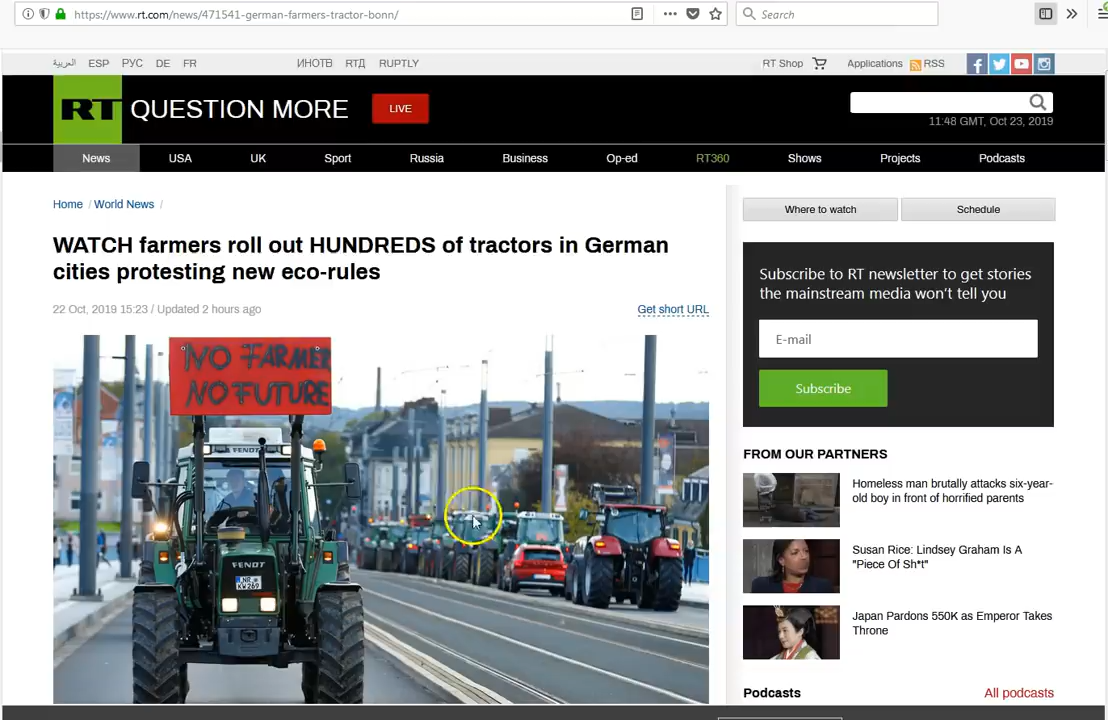 https://www.rt.com/news/471541-german-farmers-tractor-bonn/
Search
العربية ESP РУС DE FR ИНОТВ RTД RUPTLY
RT Shop Applications RSS
RT QUESTION MORE LIVE
11:48 GMT, Oct 23, 2019
News USA UK Sport Russia Business Op-ed RT360 Shows Projects Podcasts
Home / World News /
WATCH farmers roll out HUNDREDS of tractors in German
cities protesting new eco-rules
22 Oct, 2019 15:23 / Updated 2 hours ago
Get short URL
NO FARMER
NO FUTURE
FENDT
FENDT
Where to watch
Schedule
Subscribe to RT newsletter to get stories
the mainstream media won't tell you
E-mail
Subscribe
FROM OUR PARTNERS
Homeless man brutally attacks six-year-
old boy in front of horrified parents
Susan Rice: Lindsey Graham Is A
"Piece Of Sh*t"
Japan Pardons 550K as Emperor Takes
Throne
Podcasts
All podcasts